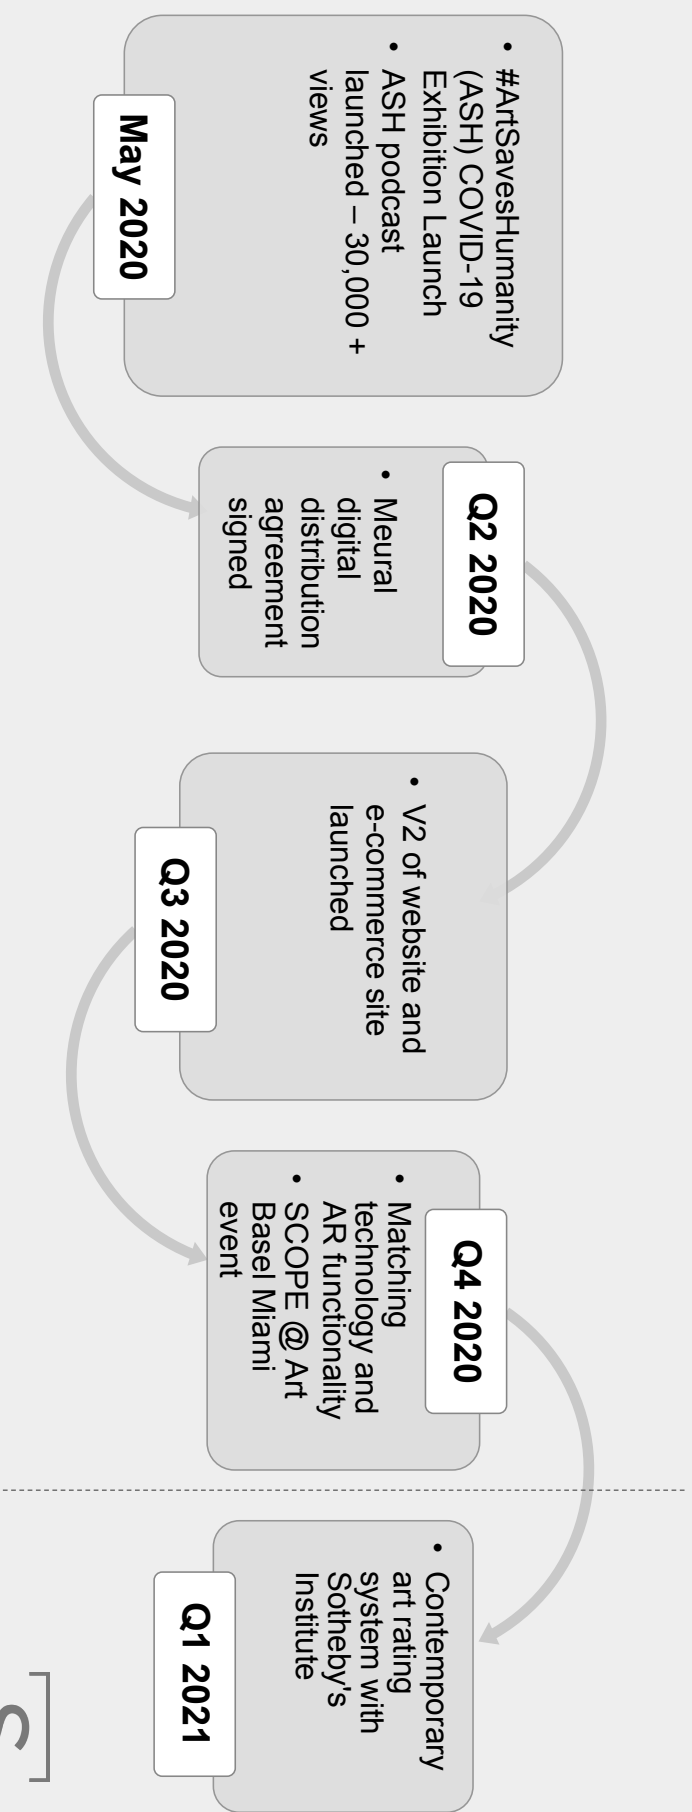 • #ArtSavesHumanity
(ASH) COVID-19
Exhibition Launch
• ASH podcast
launched – 30,000 +
views
May 2020
Q2 2020
• Meural
digital
distribution
agreement
signed
• V2 of website and
e-commerce site
launched
Q3 2020
Q4 2020
• Matching
technology and
AR functionality
• SCOPE @ Art
Basel Miami
event
• Contemporary
art rating
system with
Sotheby's
Institute
Q1 2021